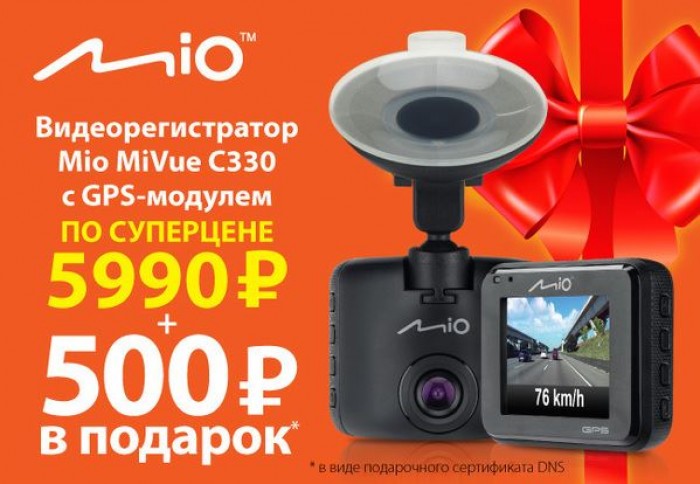 Mio™
Видеорегистратор
Mio MiVue C330
с GPS-модулем
ПО СУПЕРЦЕНЕ
5990 ₽
+
500 ₽
в подарок*
Mio
Mio
76 km/h
GPS
* в виде подарочного сертификата DNS